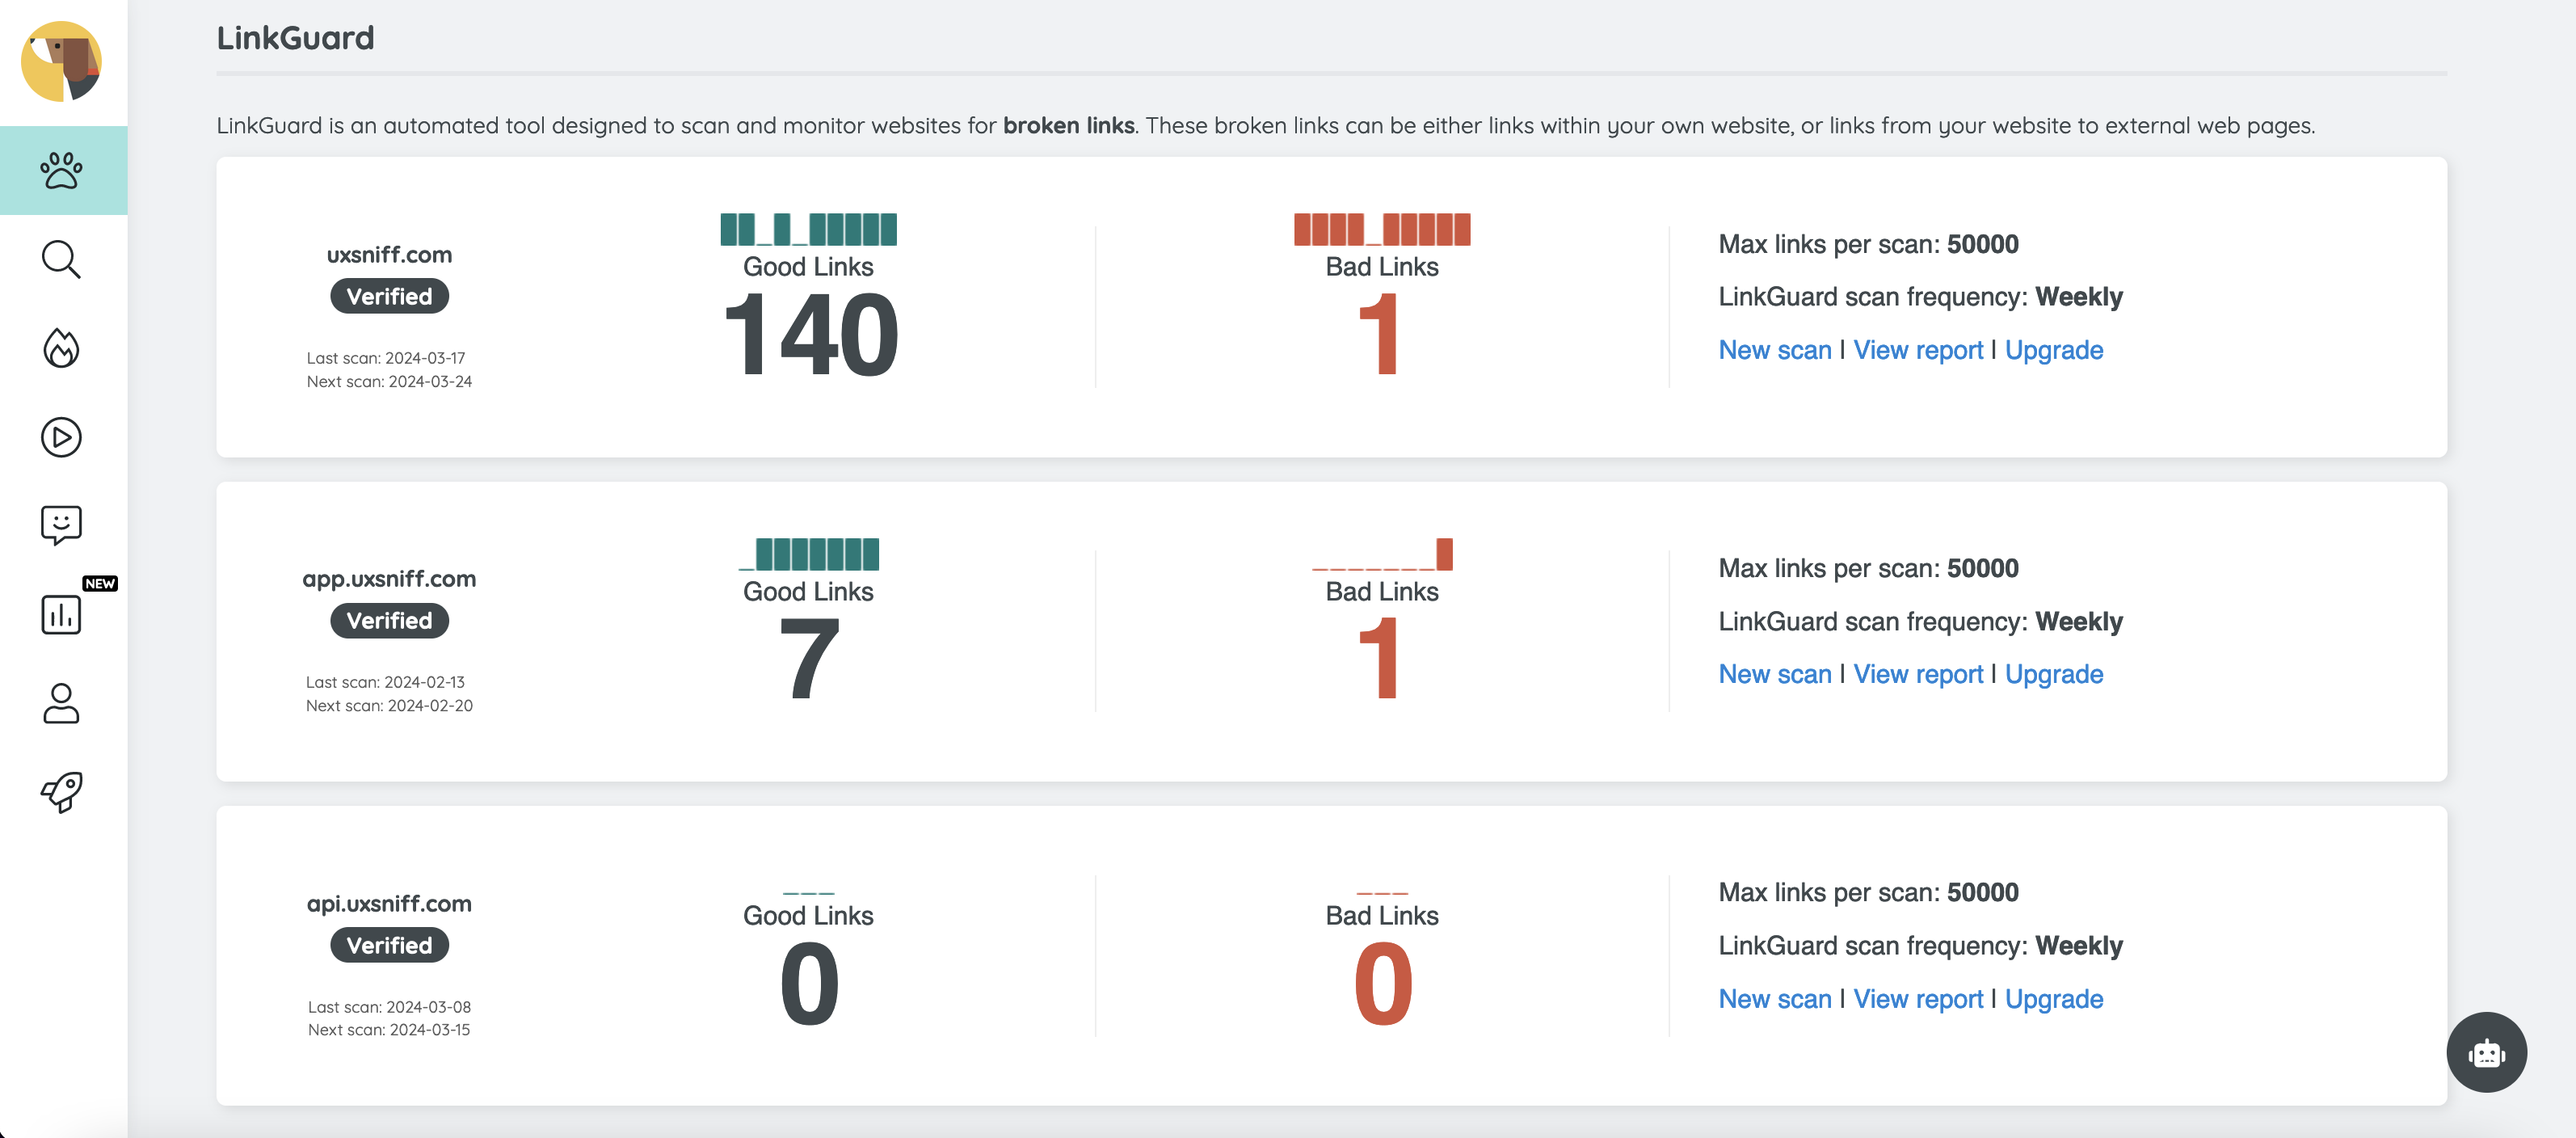 LinkGuard
LinkGuard is an automated tool designed to scan and monitor websites for broken links. These broken links can be either links within your own website, or links from your website to external web pages.
uxsniff.com
Verified
Last scan: 2024-03-17
Next scan: 2024-03-24
Good Links
140
Bad Links
1
Max links per scan: 50000
LinkGuard scan frequency: Weekly
New scan | View report | Upgrade
NEW
app.uxsniff.com
Verified
Last scan: 2024-02-13
Next scan: 2024-02-20
Good Links
7
Bad Links
1
Max links per scan: 50000
LinkGuard scan frequency: Weekly
New scan | View report | Upgrade
api.uxsniff.com
Verified
Last scan: 2024-03-08
Next scan: 2024-03-15
Good Links
0
Bad Links
0
Max links per scan: 50000
LinkGuard scan frequency: Weekly
New scan | View report | Upgrade